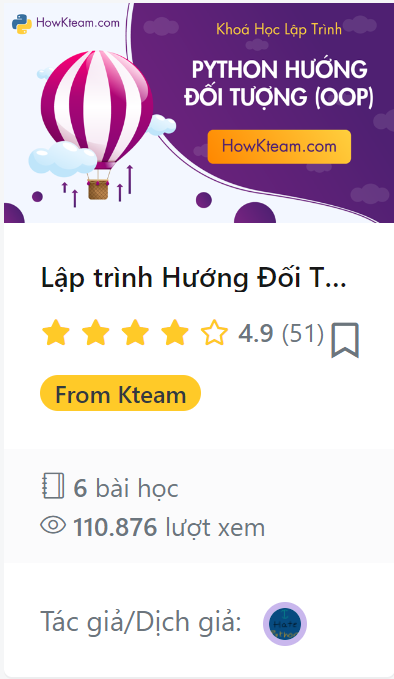 HowKteam.com
Khoá Học Lập Trình
PYTHON HƯỚNG
ĐỐI TƯỢNG (OOP)
HowKteam.com
Lập trình Hướng Đối T...
4.9 (51)
From Kteam
6 bài học
110.876 lượt xem
Tác giả/Dịch giả: